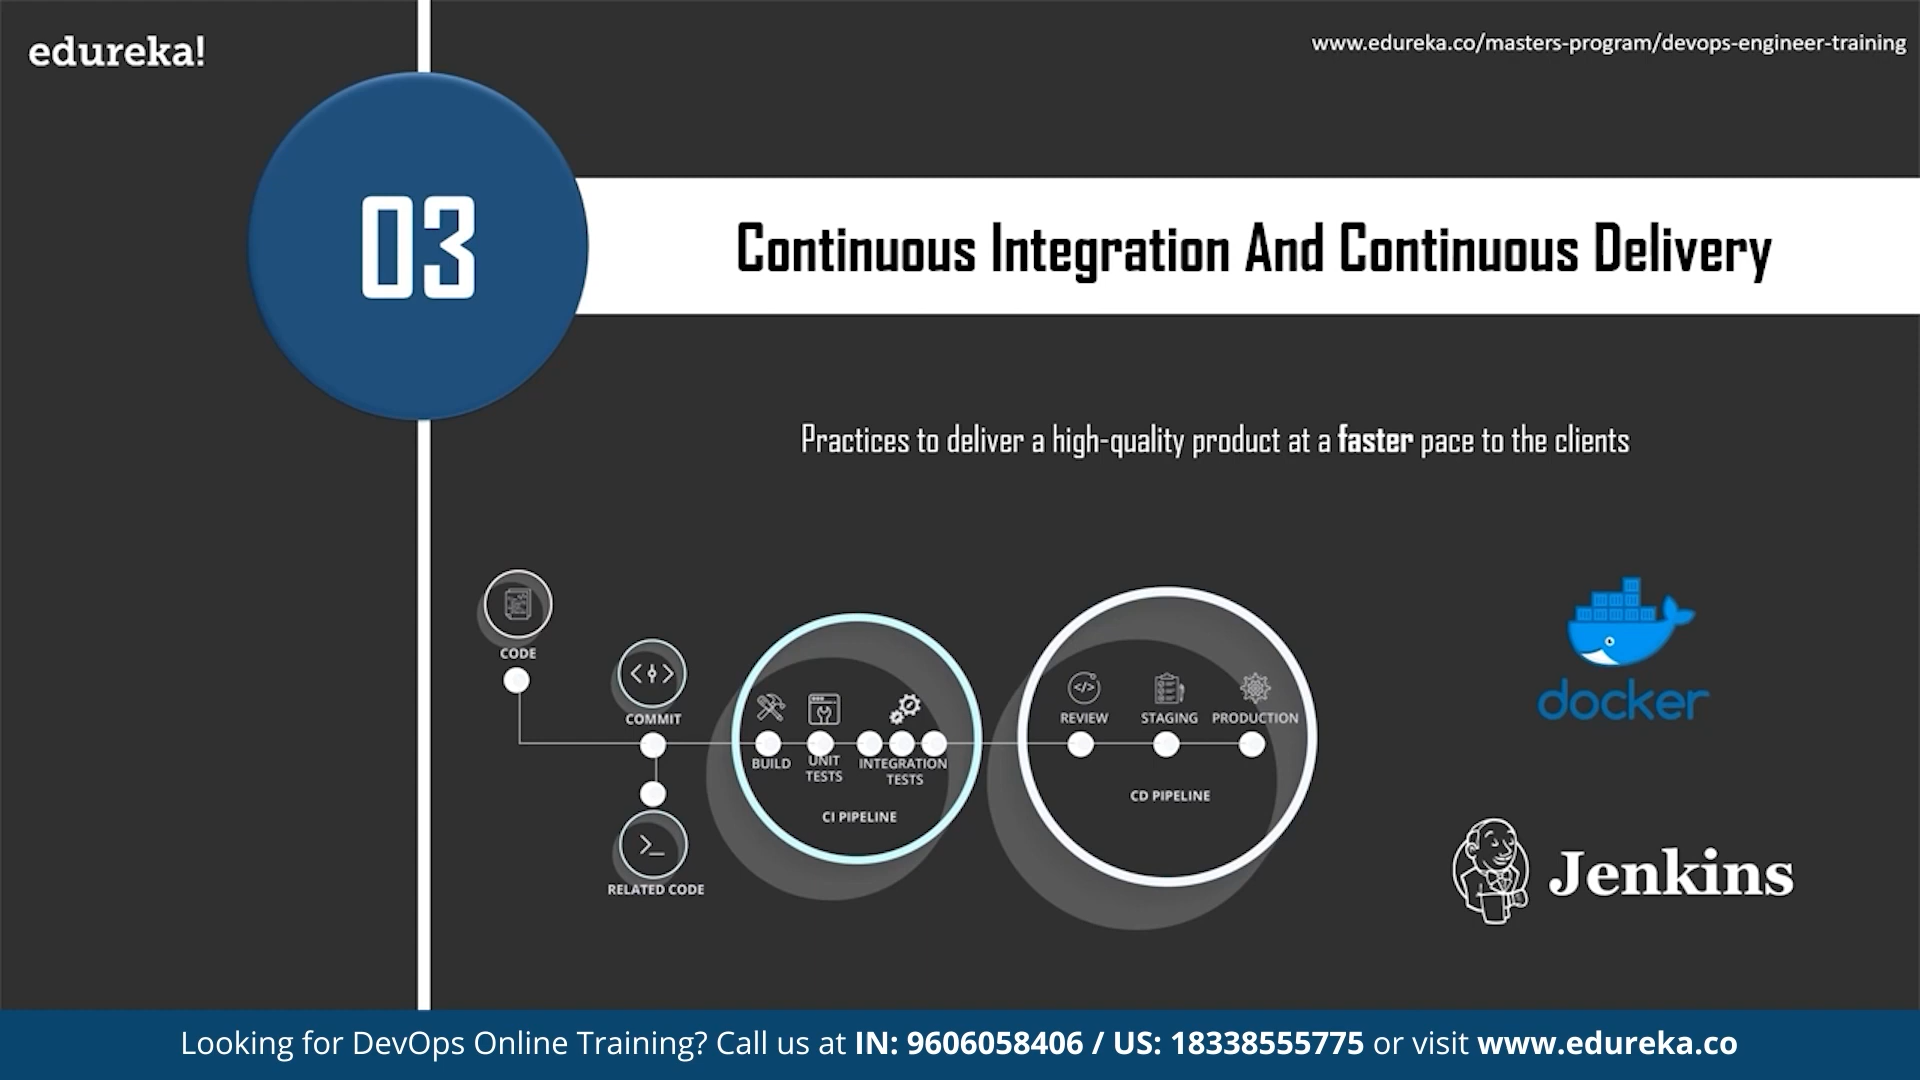 edureka!
www.edureka.co/masters-program/devops-engineer-training
03
Continuous Integration And Continuous Delivery
Practices to deliver a high-quality product at a faster pace to the clients
CODE
COMMIT
RELATED CODE
BUILD
UNIT
TESTS
INTEGRATION
TESTS
CI PIPELINE
REVIEW
STAGING
PRODUCTION
CD PIPELINE
docker
Jenkins
Looking for DevOps Online Training? Call us at IN: 9606058406 / US: 18338555775 or visit www.edureka.co